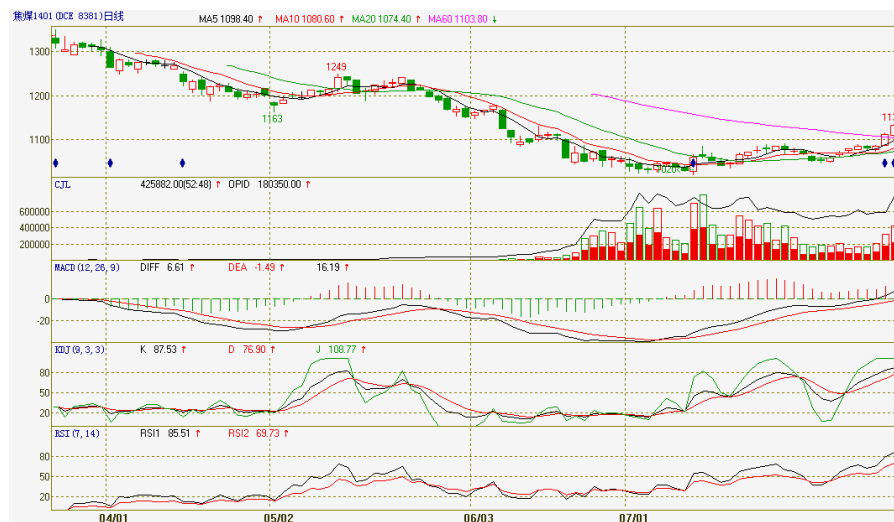 焦煤1401(DCE 8381)日线 MA5 1098.40 ↑ MA10 1080.60 ↑ MA20 1074.40 ↑ MA60 1103.80 ↓
1300
1249
1200
1163
1100
CJL 425882.00(52.48) ↑ OPID 180350.00 ↑
600000
400000
200000
MACD(12,26,9) DIFF 6.61 ↑ DEA -1.49 ↑ 16.19 ↑
0
-20
KDJ(9,3,3) K 87.53 ↑ D 76.90 ↑ J 108.77 ↑
80
50
20
RSI(7,14) RSI1 85.51 ↑ RSI2 69.73 ↑
80
50
20
04/01 05/02 06/03 07/01